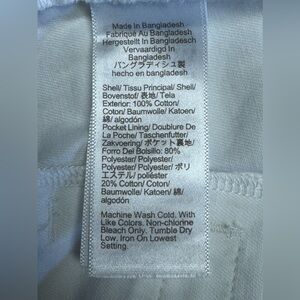 Made In Bangladesh
Fabriqué Au Bangladesh
Hergestellt In Bangladesch
Vervaardigd In
Bangladesh
バングラディシュ製
hecho en bangladesh
Shell/ Tissu Principal/ Shell/
Bovenstof/ 表地/ Tela
Exterior: 100% Cotton/
Coton/ Baumwolle/ Katoen/
綿/ algodón
Pocket Lining/ Doublure De
La Poche/ Taschenfutter/
Zakvoering/ ポケット裏地/
Forro Del Bolsillo: 80%
Polyester/ Polyester/
Polyester/ Polyester/ ポリ
エステル/ poliéster
20% Cotton/ Coton/
Baumwolle/ Katoen/ 綿/
algodón
Machine Wash Cold. With
Like Colors. Non-chlorine
Bleach Only. Tumble Dry
Low. Iron On Lowest
Setting.